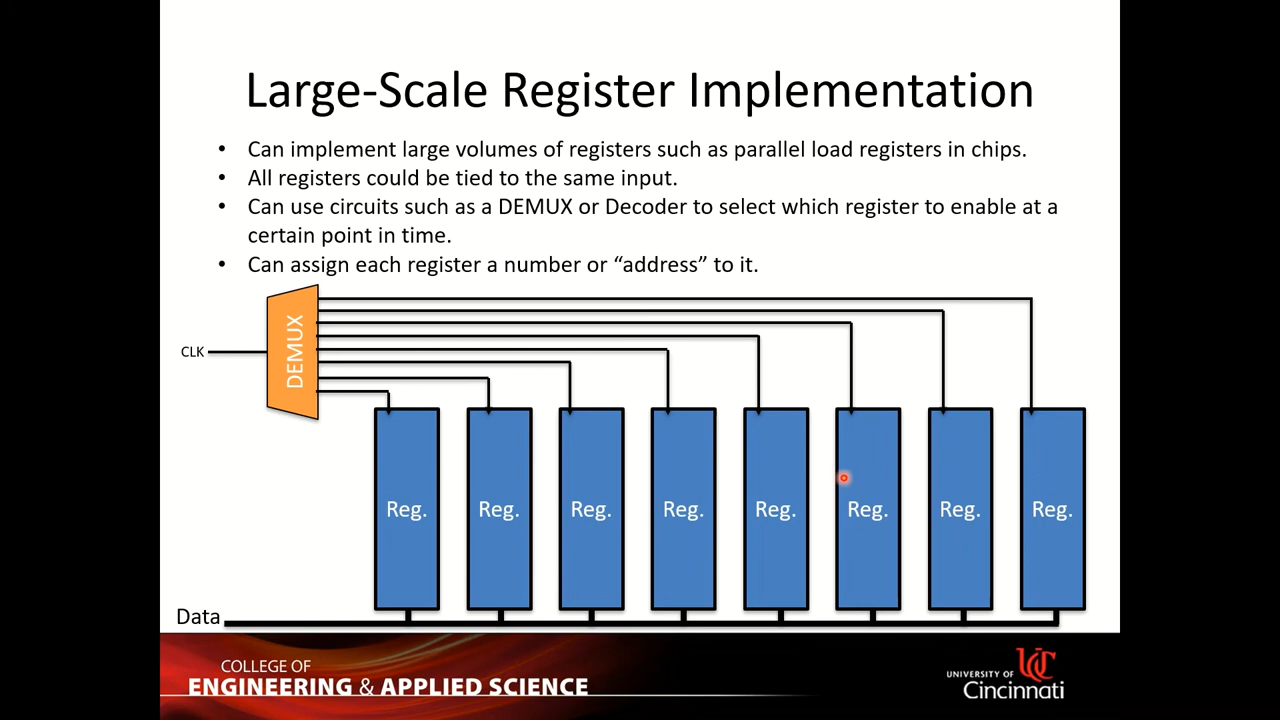 Large-Scale Register Implementation
• Can implement large volumes of registers such as parallel load registers in chips.
• All registers could be tied to the same input.
• Can use circuits such as a DEMUX or Decoder to select which register to enable at a
certain point in time.
• Can assign each register a number or “address” to it.
CLK
DEMUX
Reg. Reg. Reg. Reg. Reg. Reg. Reg. Reg.
Data
COLLEGE OF
ENGINEERING & APPLIED SCIENCE
UC
UNIVERSITY OF
Cincinnati